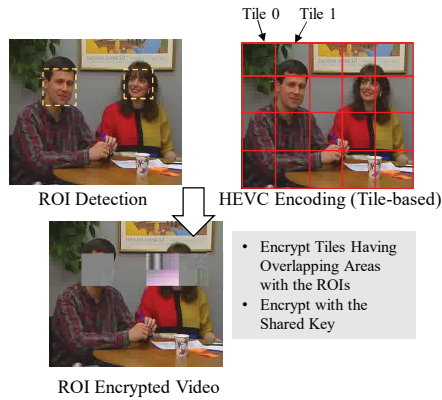 Tile 0 Tile 1
ROI Detection
HEVC Encoding (Tile-based)
• Encrypt Tiles Having
Overlapping Areas
with the ROIs
• Encrypt with the
Shared Key
ROI Encrypted Video